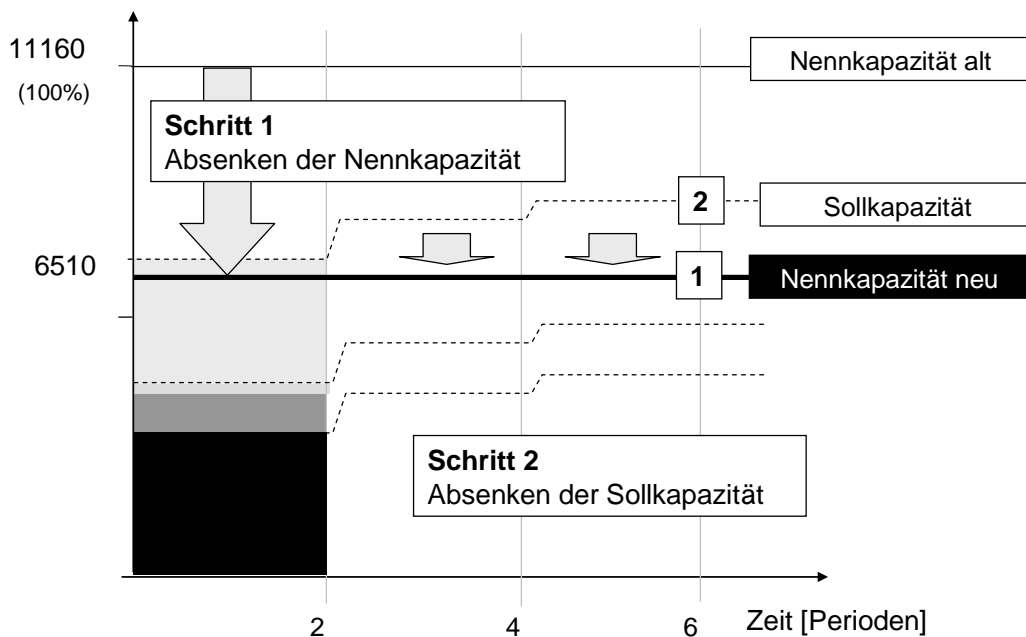 11160
(100%)
Nennkapazität alt
Schritt 1
Absenken der Nennkapazität
2
Sollkapazität
6510
1
Nennkapazität neu
Schritt 2
Absenken der Sollkapazität
2
4
6
Zeit [Perioden]